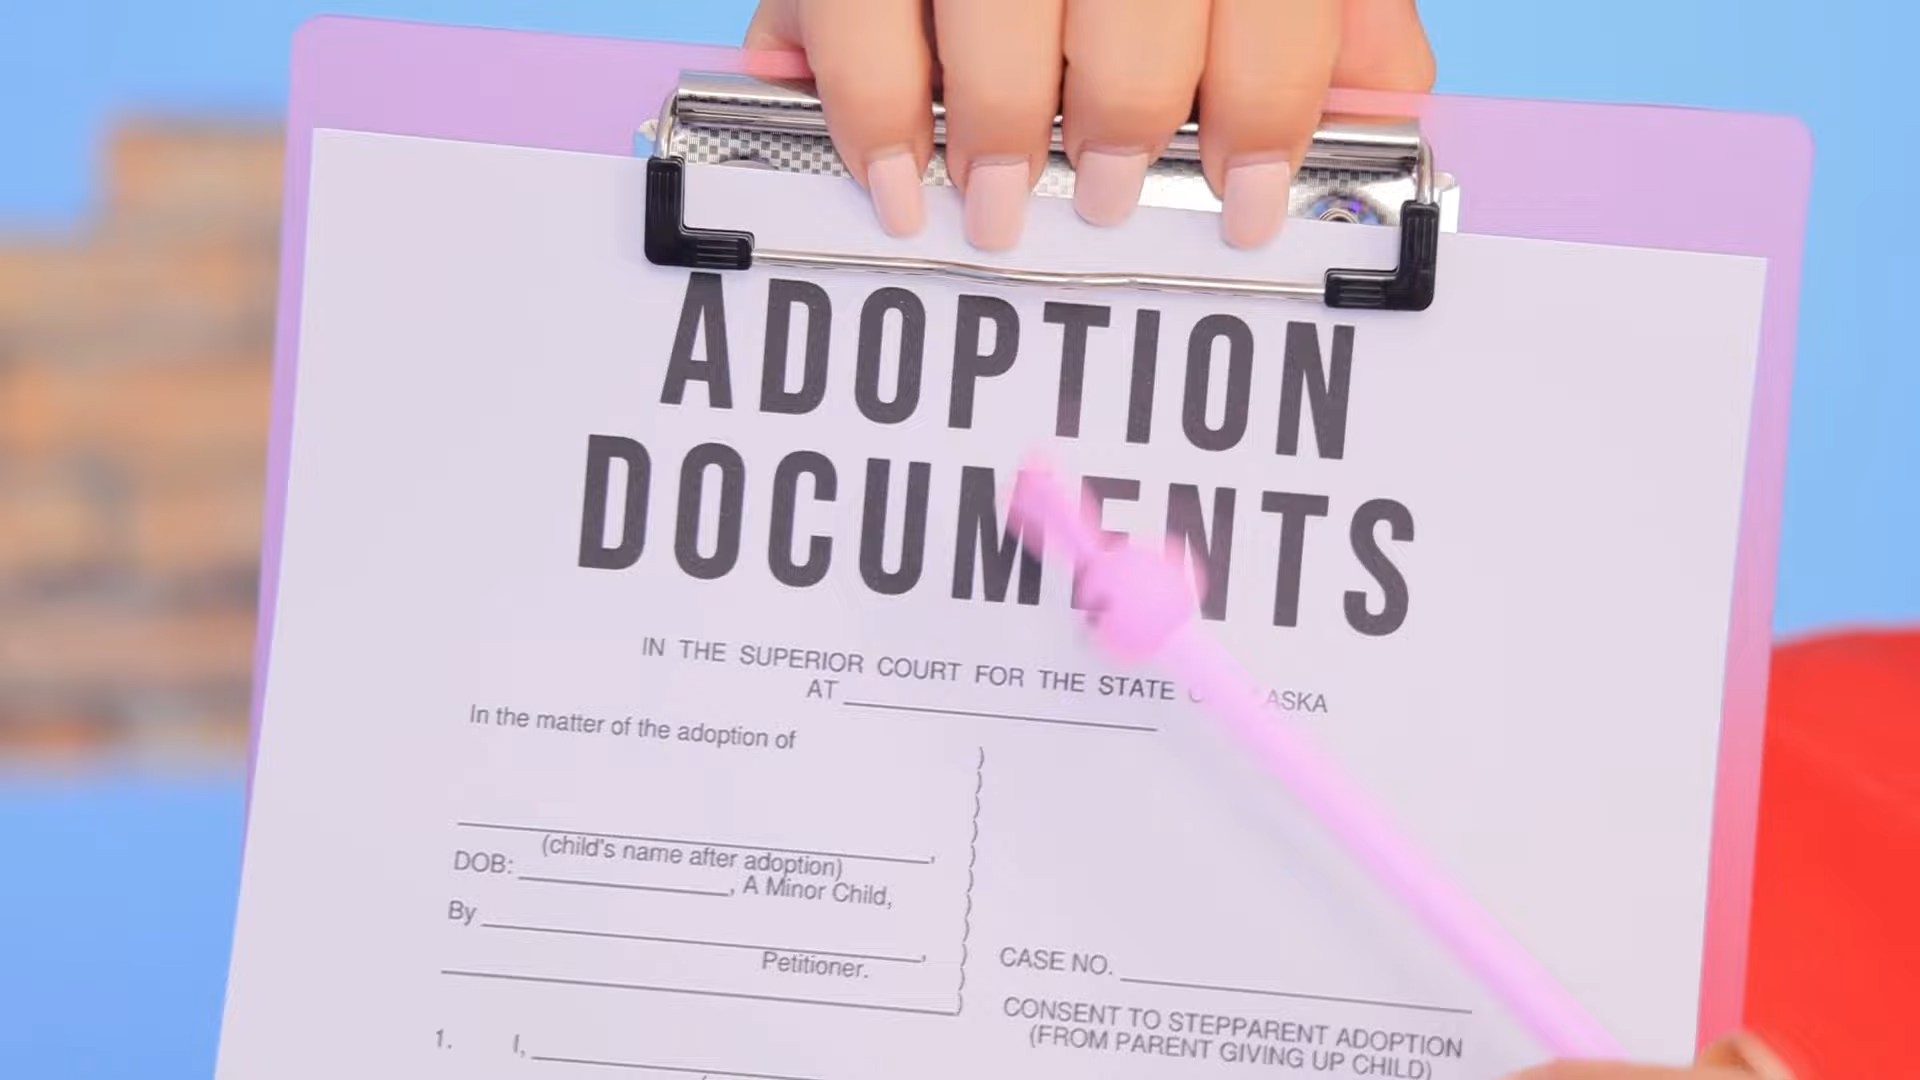 ADOPTION
DOCUMENTS
IN THE SUPERIOR COURT FOR THE STATE
AT
In the matter of the adoption of
(child's name after adoption)
DOB: , A Minor Child,
By ,
Petitioner.
CASE NO.
CONSENT TO STEPPARENT ADOPTION
(FROM PARENT GIVING UP CHILD)
1. I,